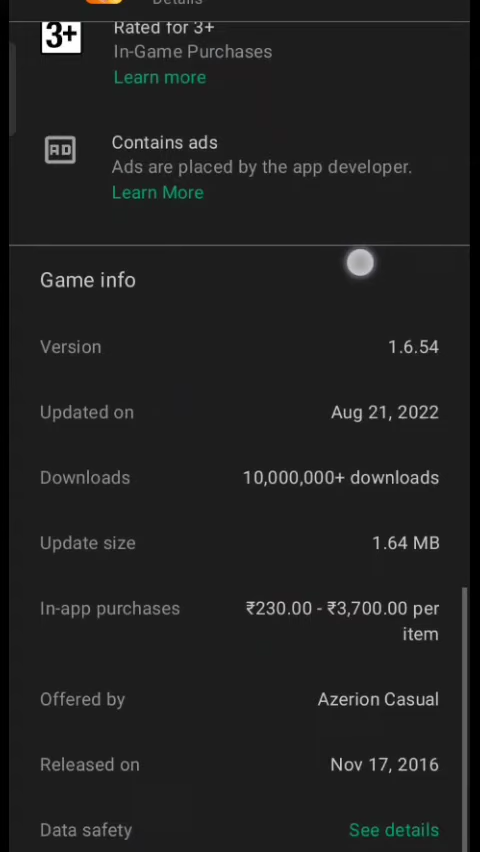 Details
3+
Rated for 3+
In-Game Purchases
Learn more
AD
Contains ads
Ads are placed by the app developer.
Learn More
Game info
Version 1.6.54
Updated on Aug 21, 2022
Downloads 10,000,000+ downloads
Update size 1.64 MB
In-app purchases ₹230.00 - ₹3,700.00 per
item
Offered by Azerion Casual
Released on Nov 17, 2016
Data safety See details